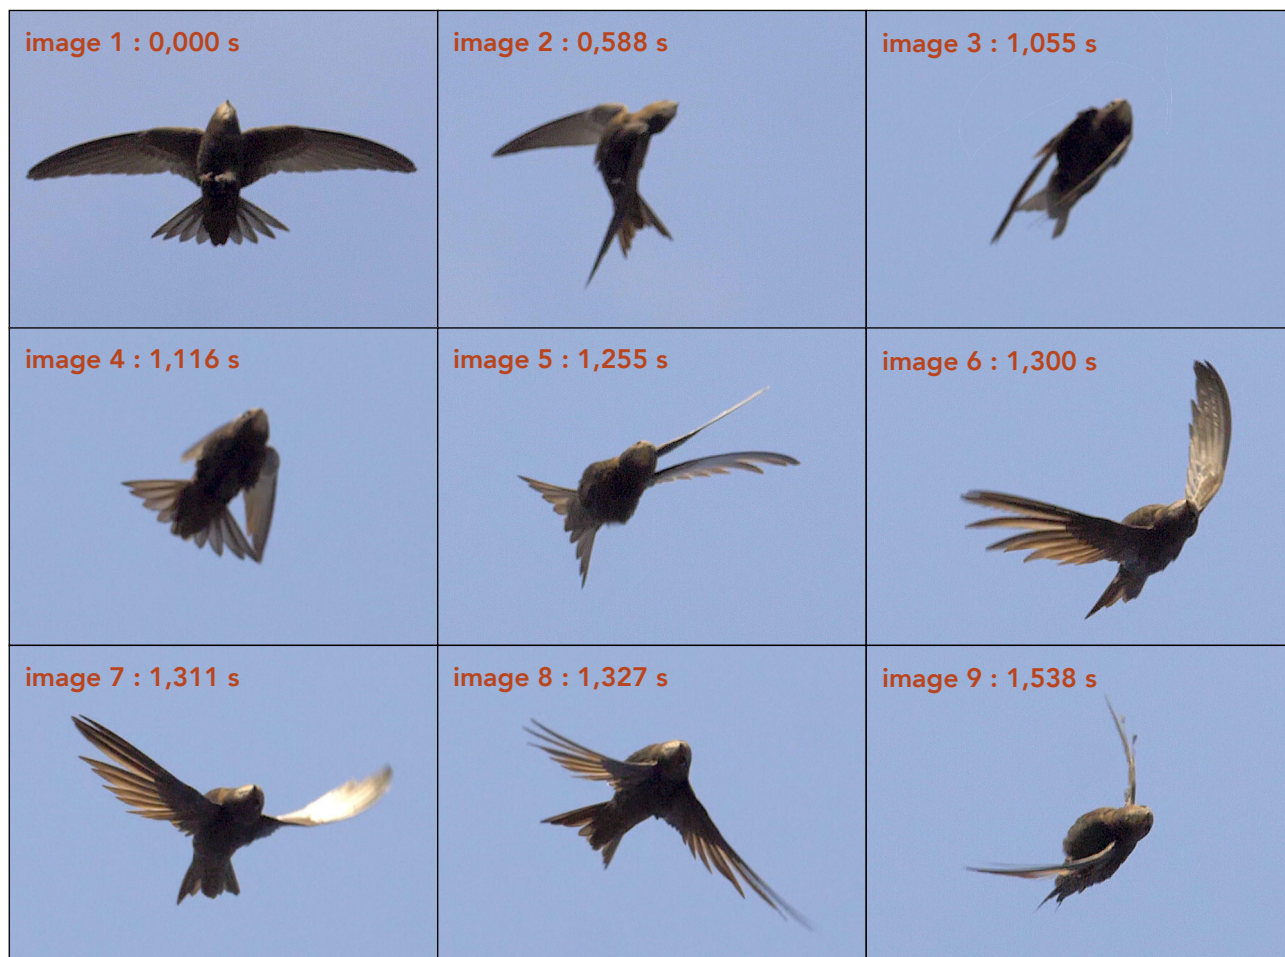 image 1 : 0,000 s
image 2 : 0,588 s
image 3 : 1,055 s
image 4 : 1,116 s
image 5 : 1,255 s
image 6 : 1,300 s
image 7 : 1,311 s
image 8 : 1,327 s
image 9 : 1,538 s